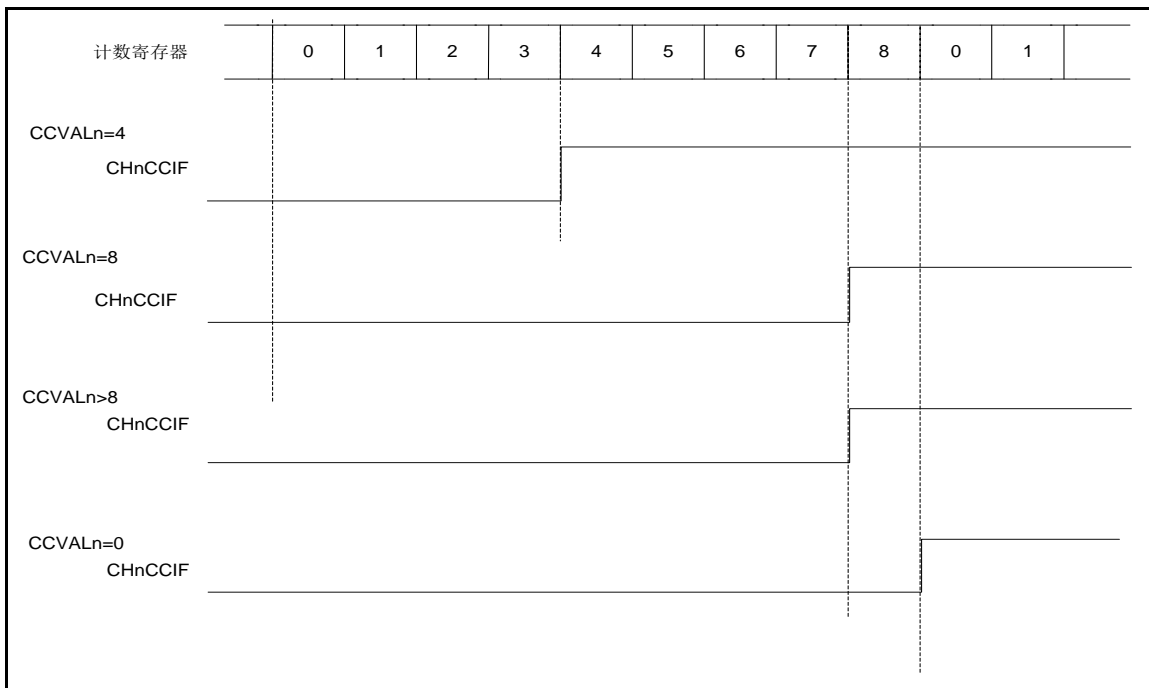 计数寄存器 0 1 2 3 4 5 6 7 8 0 1
CCVALn=4
CHnCCIF
CCVALn=8
CHnCCIF
CCVALn>8
CHnCCIF
CCVALn=0
CHnCCIF